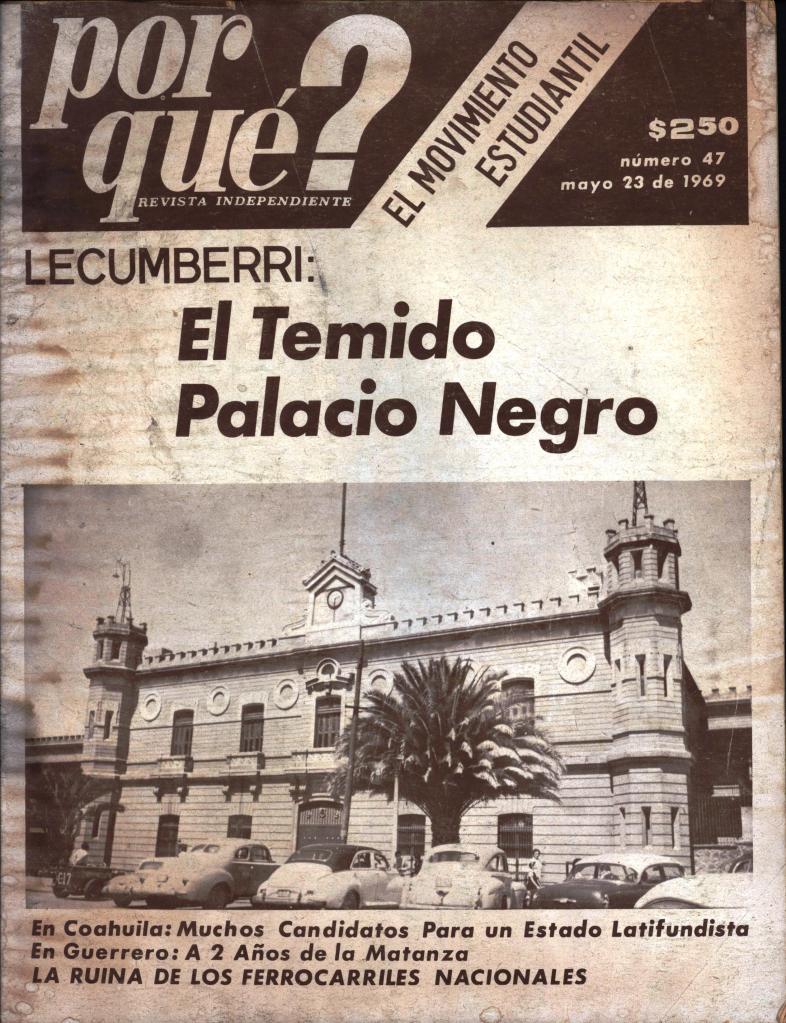 por
qué?
REVISTA INDEPENDIENTE
EL MOVIMIENTO
ESTUDIANTIL
$250
número 47
mayo 23 de 1969
LECUMBERRI:
El Temido
Palacio Negro
C17
En Coahuila: Muchos Candidatos Para un Estado Latifundista
En Guerrero: A 2 Años de la Matanza
LA RUINA DE LOS FERROCARRILES NACIONALES